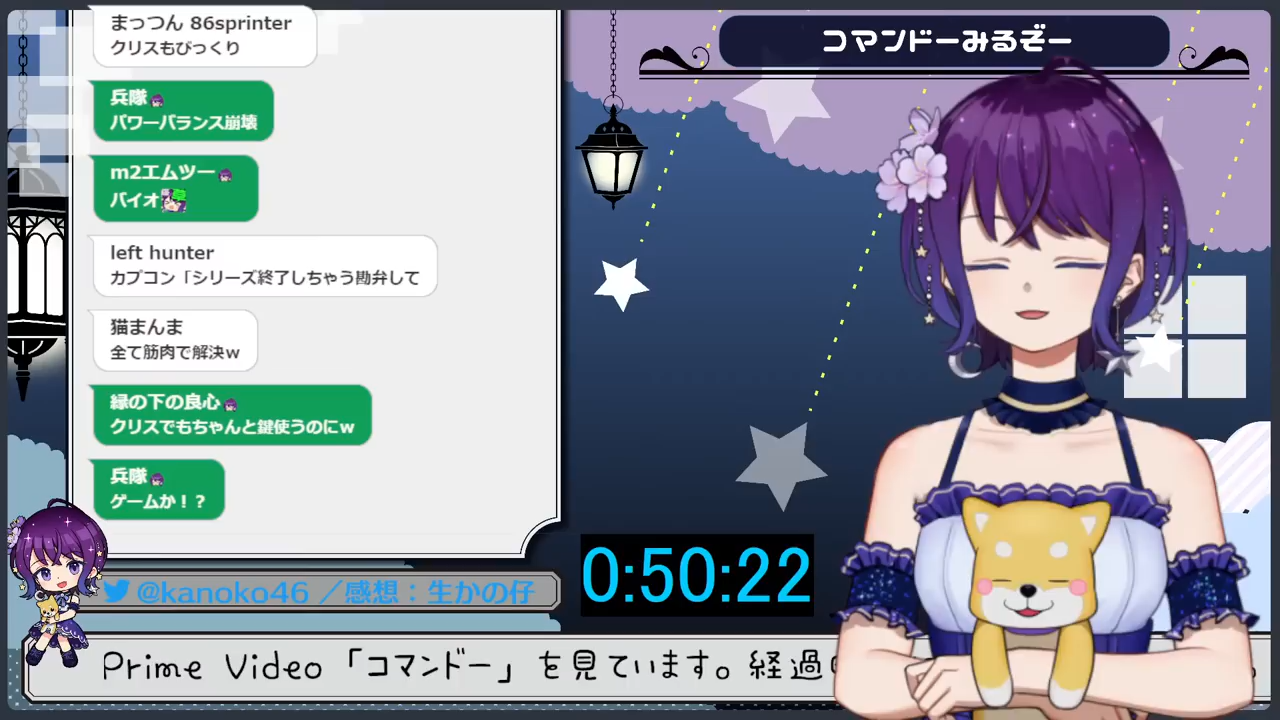 まっつん 86sprinter
クリスもびっくり
兵隊
パワーバランス崩壊
m2エムツー
バイオ
left hunter
カプコン「シリーズ終了しちゃう勘弁して
猫まんま
全て筋肉で解決w
縁の下の良心
クリスでもちゃんと鍵使うのにw
兵隊
ゲームか！？
コマンドーみるぞー
0:50:22
@kanoko46 ／感想：生かの仔
Prime Video「コマンドー」を見ています。経過